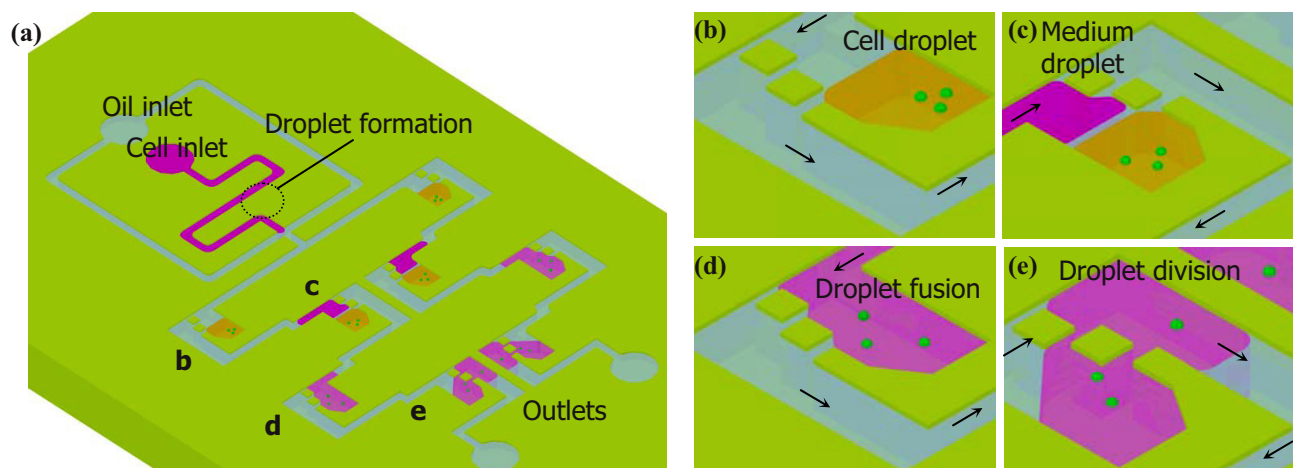 (a)
Oil inlet
Cell inlet
Droplet formation
c
b
d
e
Outlets
(b)
Cell droplet
(c)
Medium
droplet
(d)
Droplet fusion
(e)
Droplet division